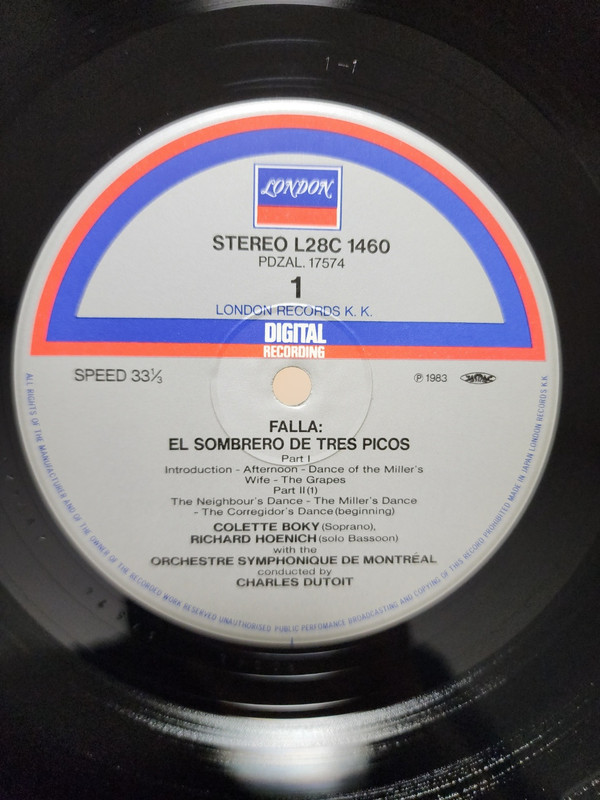 1-1
LONDON
STEREO L28C 1460
PDZAL. 17574
1
LONDON RECORDS K. K.
DIGITAL
RECORDING
SPEED 33⅓
℗ 1983
FALLA:
EL SOMBRERO DE TRES PICOS
Part I
Introduction - Afternoon - Dance of the Miller's
Wife - The Grapes
Part II(1)
The Neighbour's Dance - The Miller's Dance
- The Corregidor's Dance(beginning)
COLETTE BOKY (Soprano),
RICHARD HOENICH (solo Bassoon)
with the
ORCHESTRE SYMPHONIQUE DE MONTRÉAL
conducted by
CHARLES DUTOIT
ALL RIGHTS OF THE MANUFACTURER AND OF THE OWNER OF THE RECORDED WORK RESERVED UNAUTHORISED PUBLIC PERFOMANCE BROADCASTING AND COPYING OF THIS RECORD PROHIBITED MADE IN JAPAN LONDON RECORDS K.K.